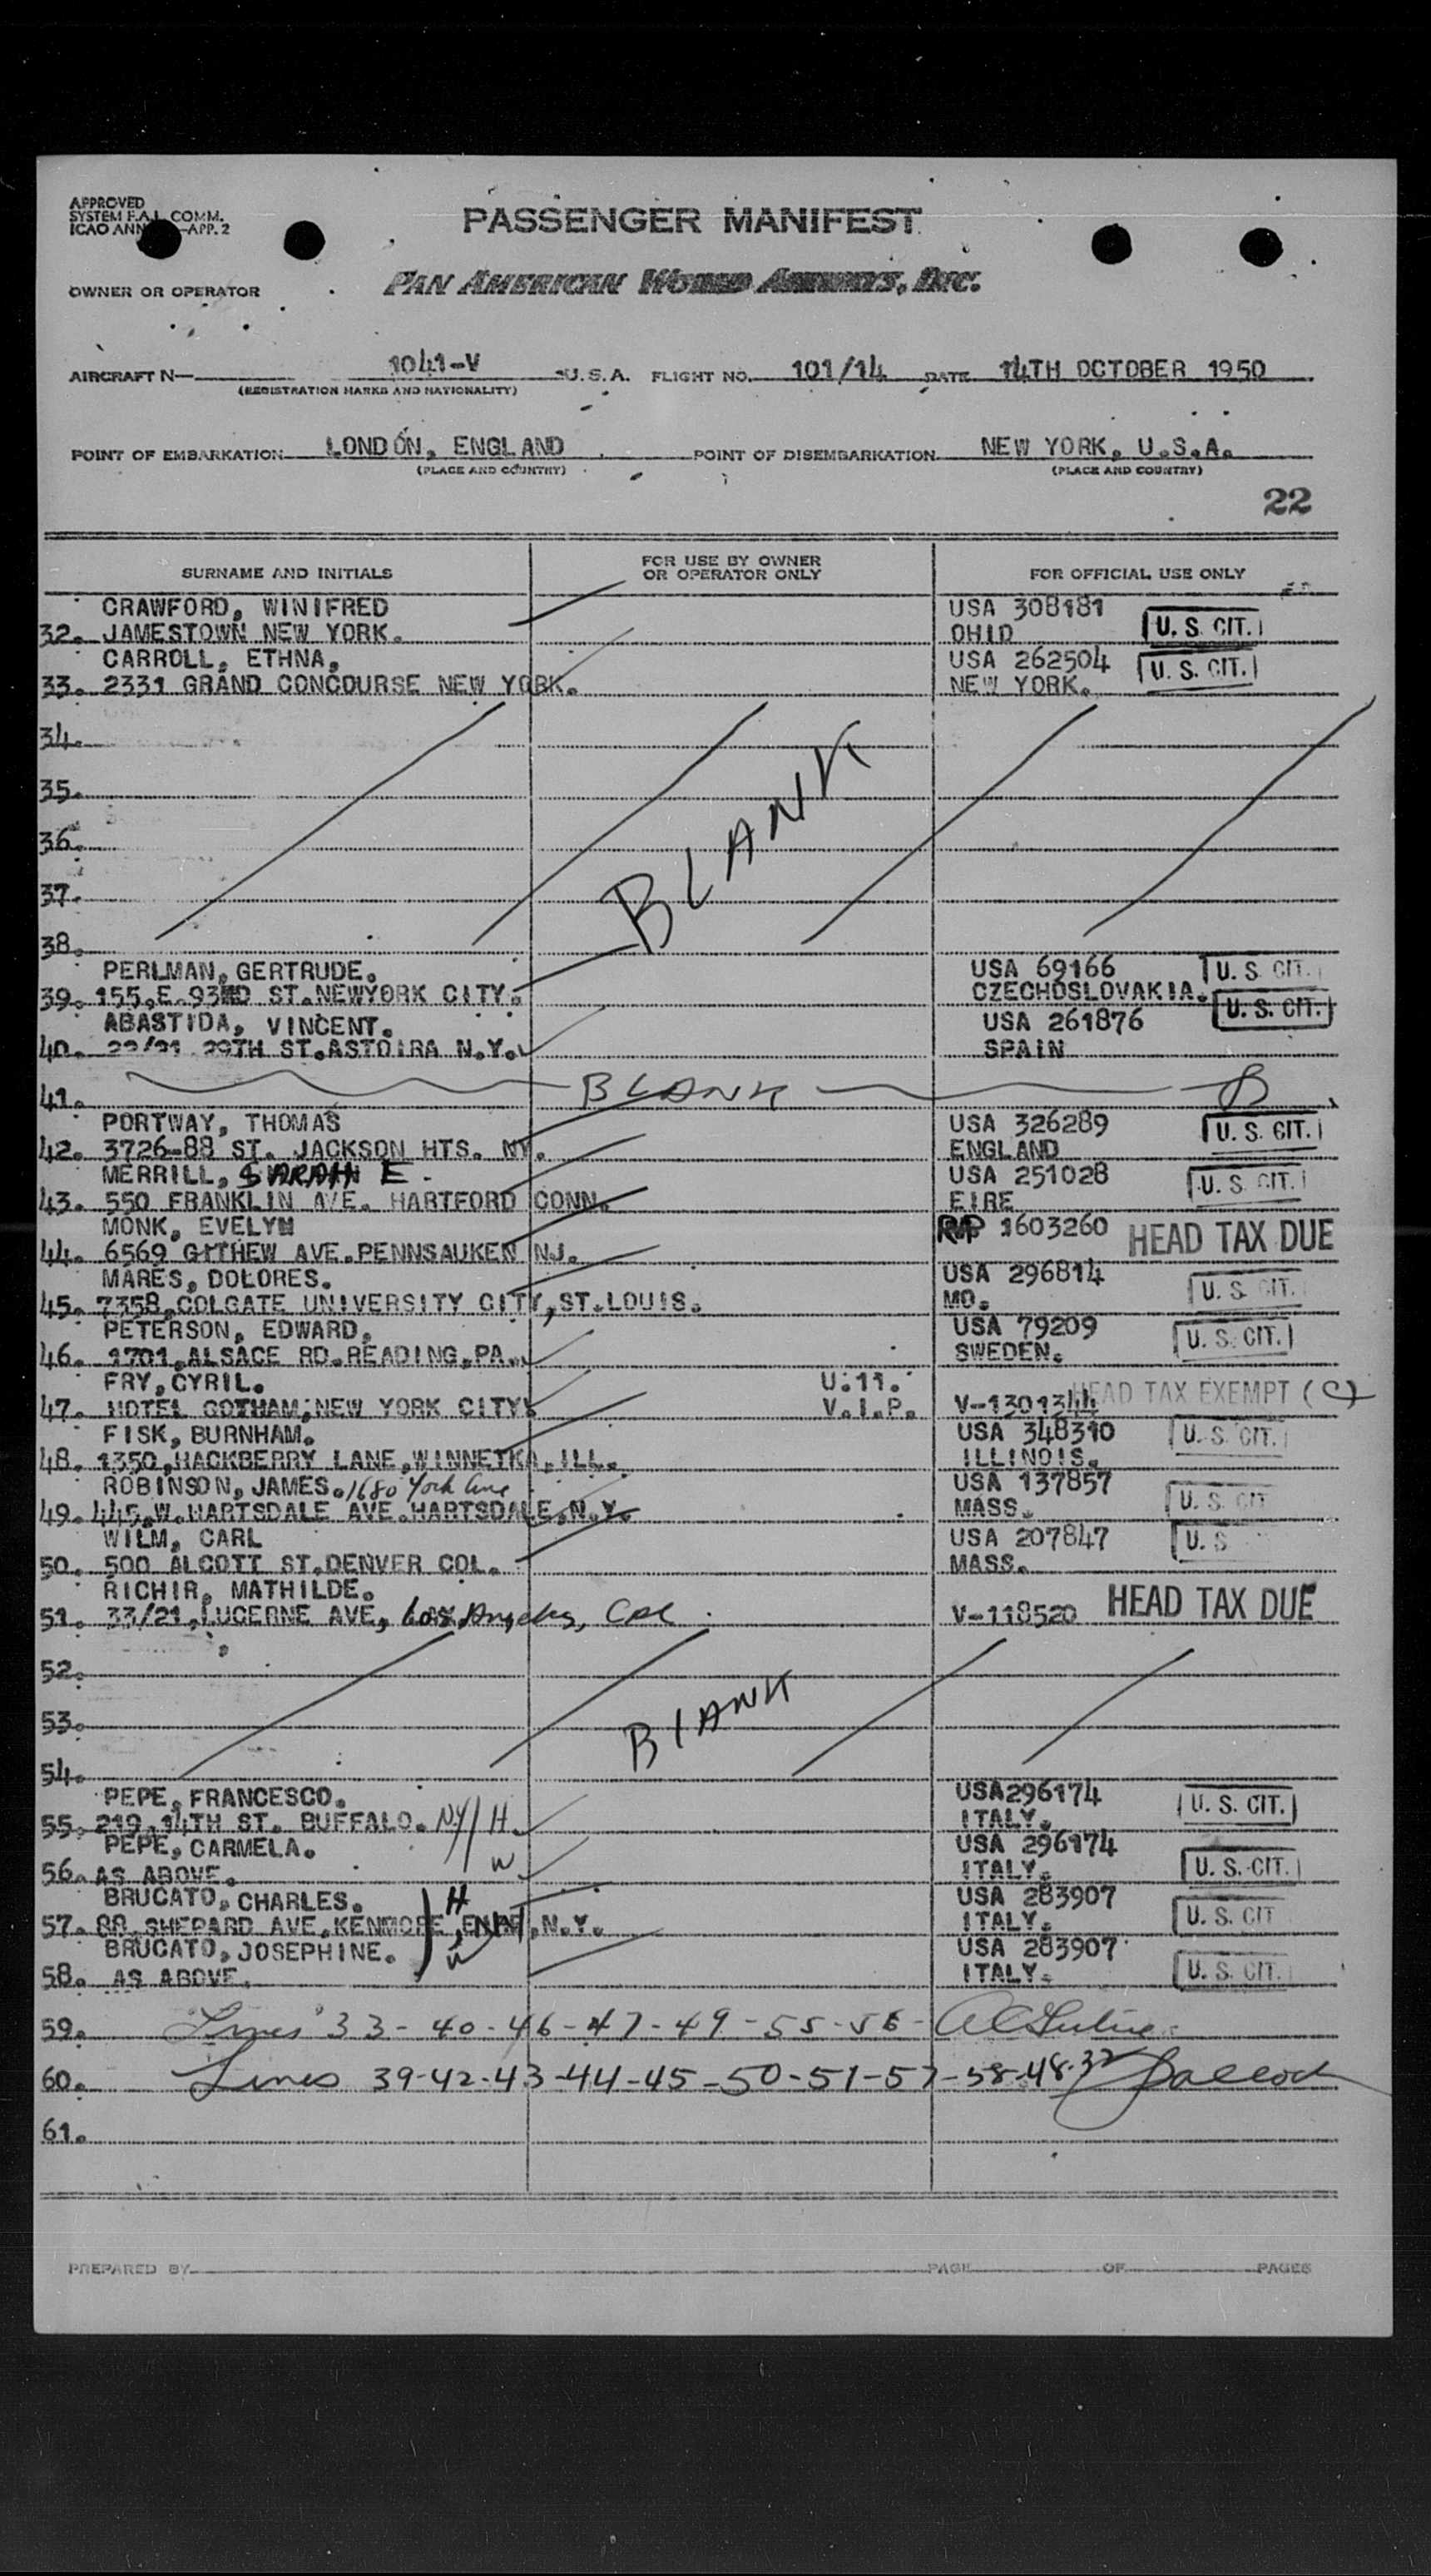 APPROVED
SYSTEM F.A.L. COMM.
ICAO ANN -APP. 2
PASSENGER MANIFEST
PAN AMERICAN WORLD AIRWAYS, INC.
OWNER OR OPERATOR
AIRCRAFT N— 1041-V U.S.A. FLIGHT NO. 101/14 DATE 14TH OCTOBER 1950
(REGISTRATION MARKS AND NATIONALITY)
POINT OF EMBARKATION LONDON, ENGLAND POINT OF DISEMBARKATION NEW YORK, U.S.A.
(PLACE AND COUNTRY) (PLACE AND COUNTRY)
22
SURNAME AND INITIALS FOR USE BY OWNER OR OPERATOR ONLY FOR OFFICIAL USE ONLY
CRAWFORD, WINIFRED USA 308181
32. JAMESTOWN NEW YORK. OHIO U. S. CIT.
CARROLL, ETHNA, USA 262504
33. 2331 GRAND CONCOURSE NEW YORK. NEW YORK. U. S. CIT.
34.
35.
36. BLANK
37.
38.
PERLMAN, GERTRUDE. USA 69166 U. S. CIT.
39. 155,E.93RD ST.NEWYORK CITY. CZECHOSLOVAKIA.
ABASTIDA, VINCENT. USA 261876 U. S. CIT.
40. 29TH ST.ASTOIRA N.Y. SPAIN
41. BLANK
PORTWAY, THOMAS USA 326289
42. 3726-88 ST. JACKSON HTS. NY. ENGLAND U. S. CIT.
MERRILL, SARAH E. USA 251028
43. 550 FRANKLIN AVE. HARTFORD CONN. EIRE U. S. CIT.
MONK, EVELYN 1603260 HEAD TAX DUE
44. 6569 GITHEW AVE.PENNSAUKEN NJ.
MARES, DOLORES. USA 296814
45. 7358,COLGATE UNIVERSITY CITY,ST.LOUIS. MO. U. S. CIT.
PETERSON, EDWARD. USA 79209
46. 1701,ALSACE RD.READING,PA. SWEDEN. U. S. CIT.
FRY, CYRIL. U.11.
47. HOTEL GOTHAM,NEW YORK CITY V.I.P. V-1301344 HEAD TAX EXEMPT (C)
FISK, BURNHAM. USA 348310
48. 1350,HACKBERRY LANE,WINNETKA,ILL. ILLINOIS. U. S. CIT.
ROBINSON, JAMES. 1680 York Ave USA 137857
49. 445,W.HARTSDALE AVE.HARTSDALE,N.Y. MASS. U. S. CIT
WILM, CARL USA 207847
50. 500 ALCOTT ST.DENVER COL. MASS. U. S
RICHIR, MATHILDE.
51. 33/21,LUCERNE AVE, Los Angeles, Cal. V-118520 HEAD TAX DUE
52.
53. BLANK
54.
PEPE, FRANCESCO. USA296174
55. 219,14TH ST. BUFFALO. NY H ITALY. U. S. CIT.
PEPE, CARMELA. USA 296174
56. AS ABOVE. W ITALY. U. S. CIT.
BRUCATO, CHARLES. H USA 283907
57. 88,SHEPARD AVE,KENMORE, N.Y. ITALY. U. S. CIT
BRUCATO, JOSEPHINE. W USA 283907
58. AS ABOVE. ITALY. U. S. CIT.
59. Lines 33-40-46-47-49-55-56-
60. Lines 39-42-43-44-45-50-51-57-58-48-32
61.
PREPARED BY PAGE OF PAGES